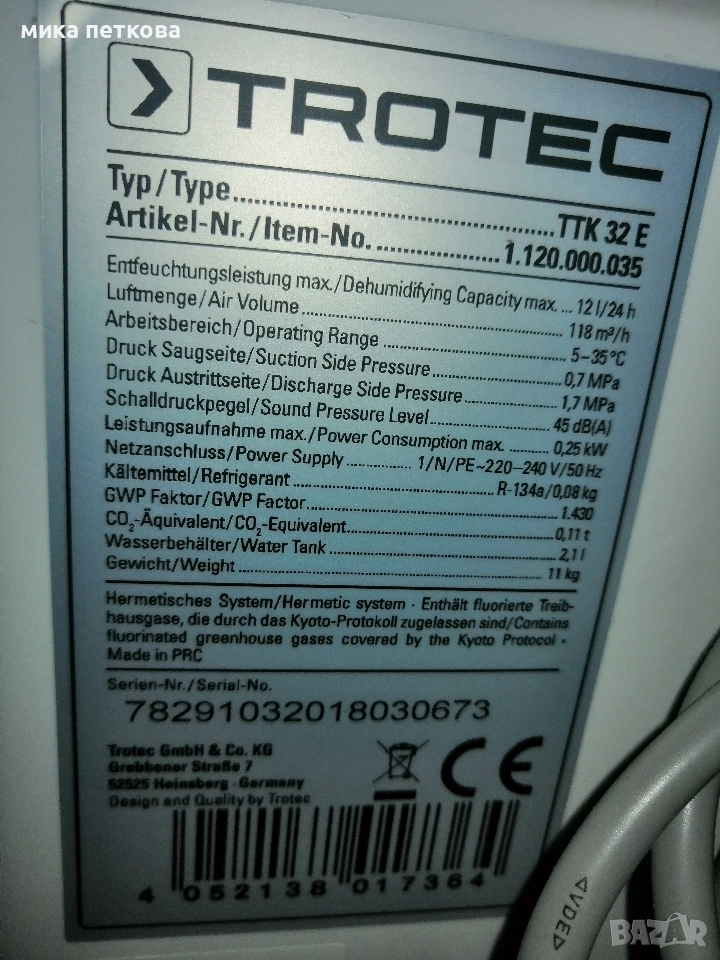 мика петкова
TROTEC
Typ/Type.....TTK 32 E
Artikel-Nr./Item-No.....1.120.000.035
Entfeuchtungsleistung max./Dehumidifying Capacity max. ... 12 l/24 h
Luftmenge/Air Volume.....118 m³/h
Arbeitsbereich/Operating Range.....5–35°C
Druck Saugseite/Suction Side Pressure.....0,7 MPa
Druck Austrittseite/Discharge Side Pressure.....1,7 MPa
Schalldruckpegel/Sound Pressure Level.....45 dB(A)
Leistungsaufnahme max./Power Consumption max. .....0,25 kW
Netzanschluss/Power Supply.....1/N/PE~220–240 V/50 Hz
Kältemittel/Refrigerant.....R-134a/0,08 kg
GWP Faktor/GWP Factor.....1.430
CO₂-Äquivalent/CO₂-Equivalent.....0,11 t
Wasserbehälter/Water Tank.....2,1 l
Gewicht/Weight.....11 kg
Hermetisches System/Hermetic system · Enthält fluorierte Treib-
hausgase, die durch das Kyoto-Protokoll zugelassen sind/Contains
fluorinated greenhouse gases covered by the Kyoto Protocol ·
Made in PRC
Serien-Nr./Serial-No.
78291032018030673
Trotec GmbH & Co. KG
Grebbener Straße 7
52525 Heinsberg · Germany
Design and Quality by Trotec
CE
4 052138 017364
◁VDE▷
BAZAR